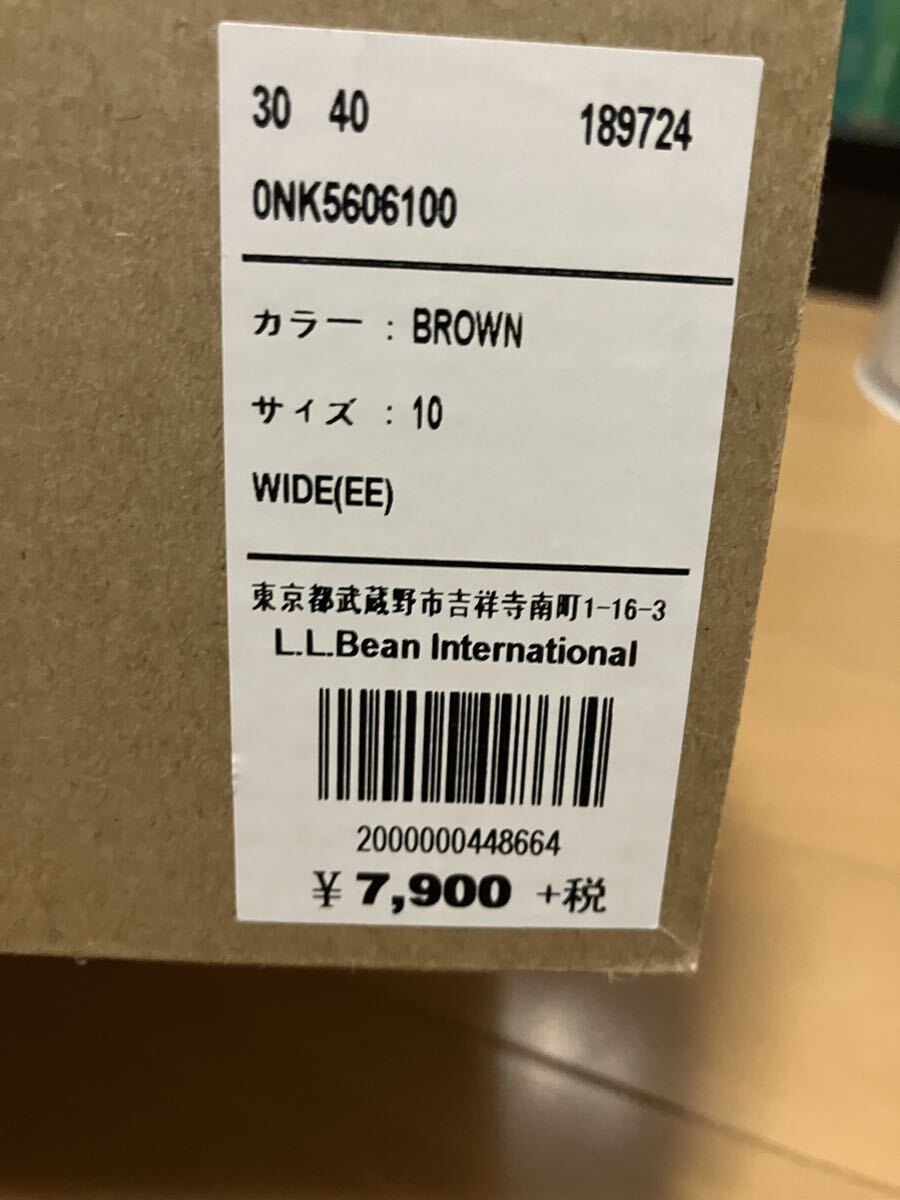 30 40 189724
0NK5606100
カラー : BROWN
サイズ : 10
WIDE(EE)
東京都武蔵野市吉祥寺南町1-16-3
L.L.Bean International
2000000448664
¥ 7,900 +税